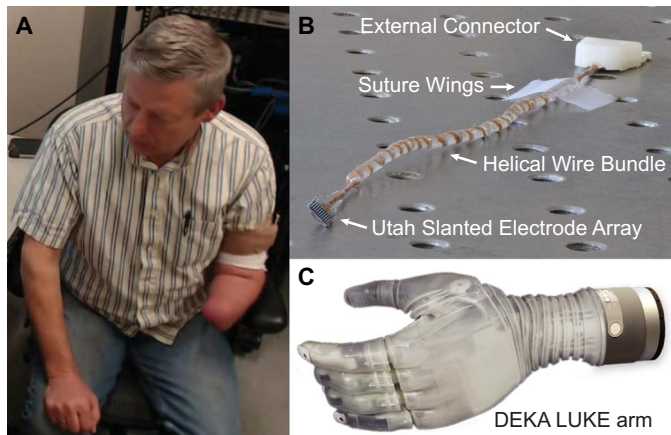 A
B
External Connector
Suture Wings
Helical Wire Bundle
Utah Slanted Electrode Array
C
DEKA LUKE arm